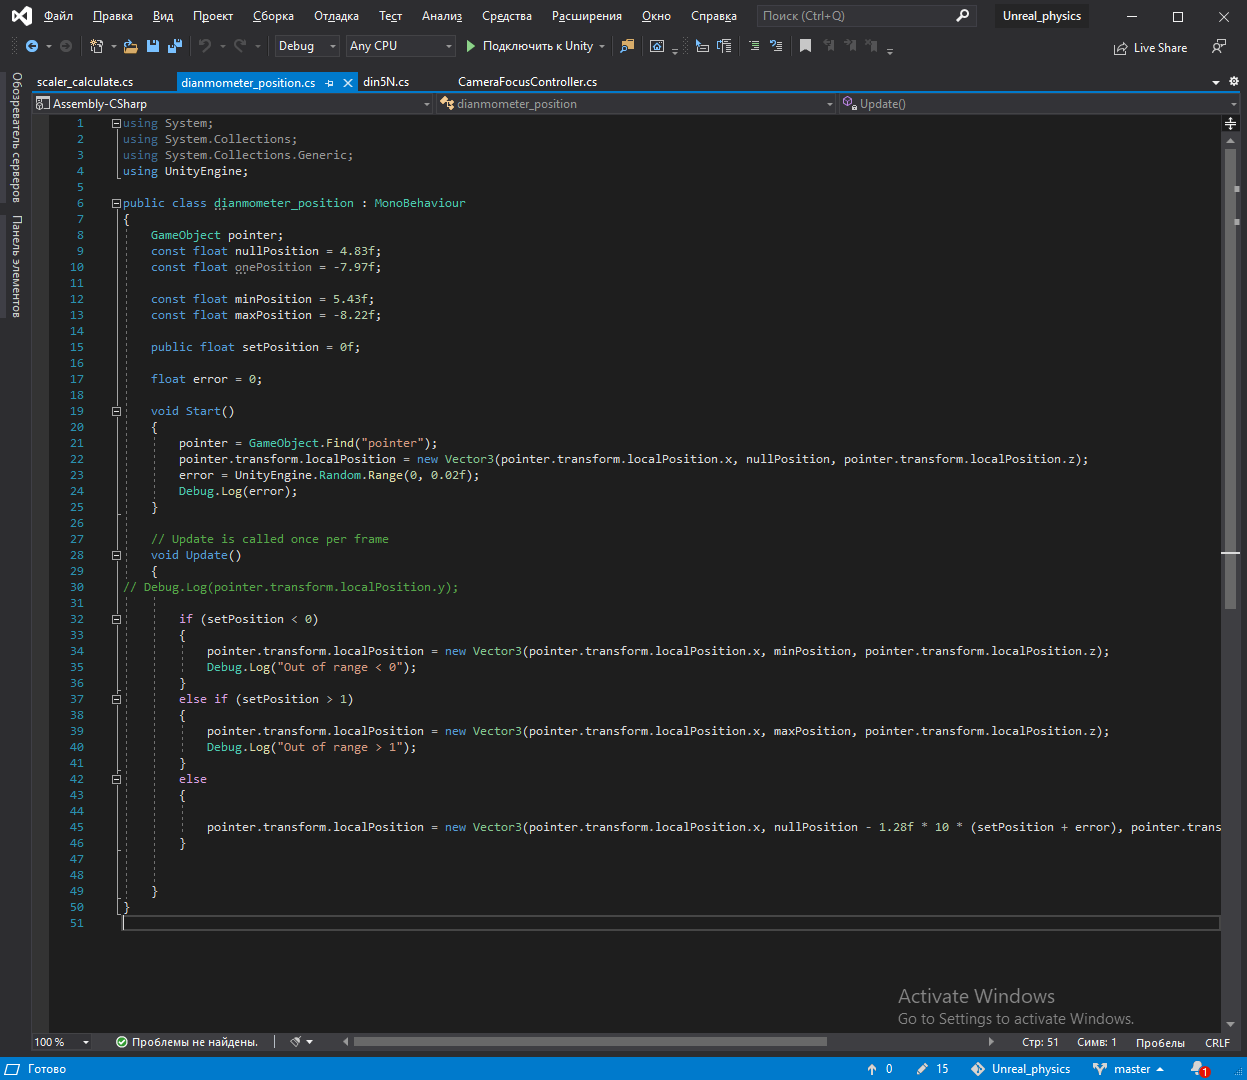 Файл Правка Вид Проект Сборка Отладка Тест Анализ Средства Расширения Окно Справка Поиск (Ctrl+Q) Unreal_physics
Debug Any CPU Подключить к Unity Live Share
scaler_calculate.cs dianmometer_position.cs din5N.cs CameraFocusController.cs
Assembly-CSharp dianmometer_position Update()
Обозреватель серверов
Панель элементов
1 using System;
2 using System.Collections;
3 using System.Collections.Generic;
4 using UnityEngine;
5
6 public class dianmometer_position : MonoBehaviour
7 {
8 GameObject pointer;
9 const float nullPosition = 4.83f;
10 const float onePosition = -7.97f;
11
12 const float minPosition = 5.43f;
13 const float maxPosition = -8.22f;
14
15 public float setPosition = 0f;
16
17 float error = 0;
18
19 void Start()
20 {
21 pointer = GameObject.Find("pointer");
22 pointer.transform.localPosition = new Vector3(pointer.transform.localPosition.x, nullPosition, pointer.transform.localPosition.z);
23 error = UnityEngine.Random.Range(0, 0.02f);
24 Debug.Log(error);
25 }
26
27 // Update is called once per frame
28 void Update()
29 {
30 // Debug.Log(pointer.transform.localPosition.y);
31
32 if (setPosition < 0)
33 {
34 pointer.transform.localPosition = new Vector3(pointer.transform.localPosition.x, minPosition, pointer.transform.localPosition.z);
35 Debug.Log("Out of range < 0");
36 }
37 else if (setPosition > 1)
38 {
39 pointer.transform.localPosition = new Vector3(pointer.transform.localPosition.x, maxPosition, pointer.transform.localPosition.z);
40 Debug.Log("Out of range > 1");
41 }
42 else
43 {
44
45 pointer.transform.localPosition = new Vector3(pointer.transform.localPosition.x, nullPosition - 1.28f * 10 * (setPosition + error), pointer.trans
46 }
47
48
49 }
50 }
51
Activate Windows
Go to Settings to activate Windows.
100 % Проблемы не найдены. Стр: 51 Симв: 1 Пробелы CRLF
Готово 0 15 Unreal_physics master 1